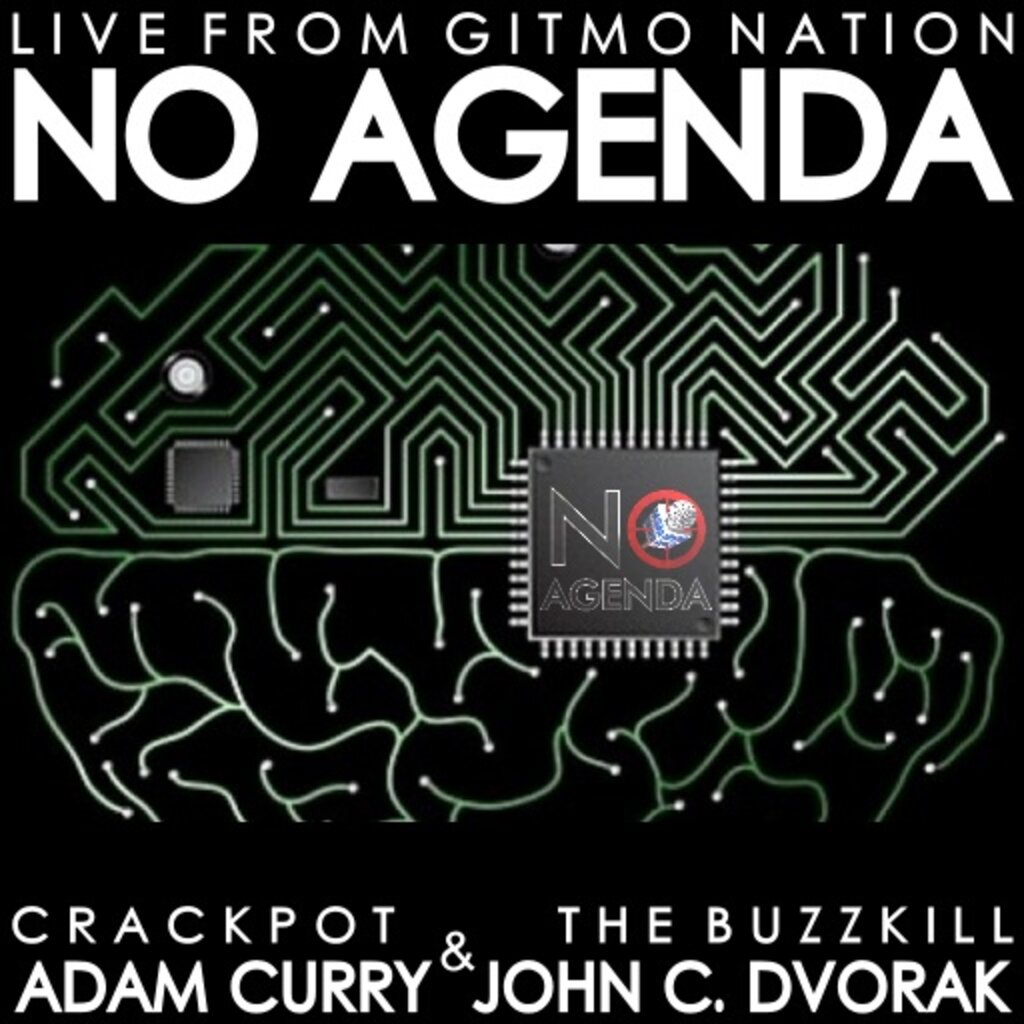 LIVE FROM GITMO NATION
NO AGENDA
NO
AGENDA
CRACKPOT & THE BUZZKILL
ADAM CURRY JOHN C. DVORAK